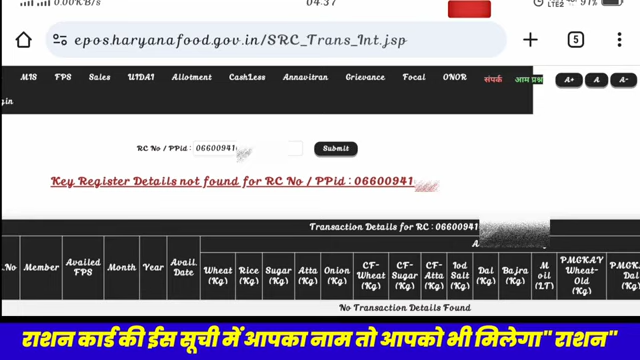 0.00KB/s 04:37 LTE2 91%
epos.haryanafood.gov.in/SRC_Trans_Int.jsp 5
MIS FPS Sales UIDAI Allotment CashLess Annavitran Grievance Focal ONOR संपर्क आम प्रश्न A+ A A-
gin
RC No / PPid : 06600941 Submit
Key Register Details not found for RC No / PPid : 06600941
Transaction Details for RC : 06600941
.No Member Availed FPS Month Year Avail. Date Wheat (Kg) Rice (Kg) Sugar (Kg) Atta (Kg) Onion (Kg) CF-Wheat (Kg) CF-Sugar (Kg) CF-Atta (Kg) Iod Salt (Kg) Dal (Kg) Bajra (Kg) M oil (LT) PMGKAY Wheat-Old (Kg) PMGK Dal (Kg)
No Transaction Details Found
राशन कार्ड की ईस सूची में आपका नाम तो आपको भी मिलेगा" राशन"